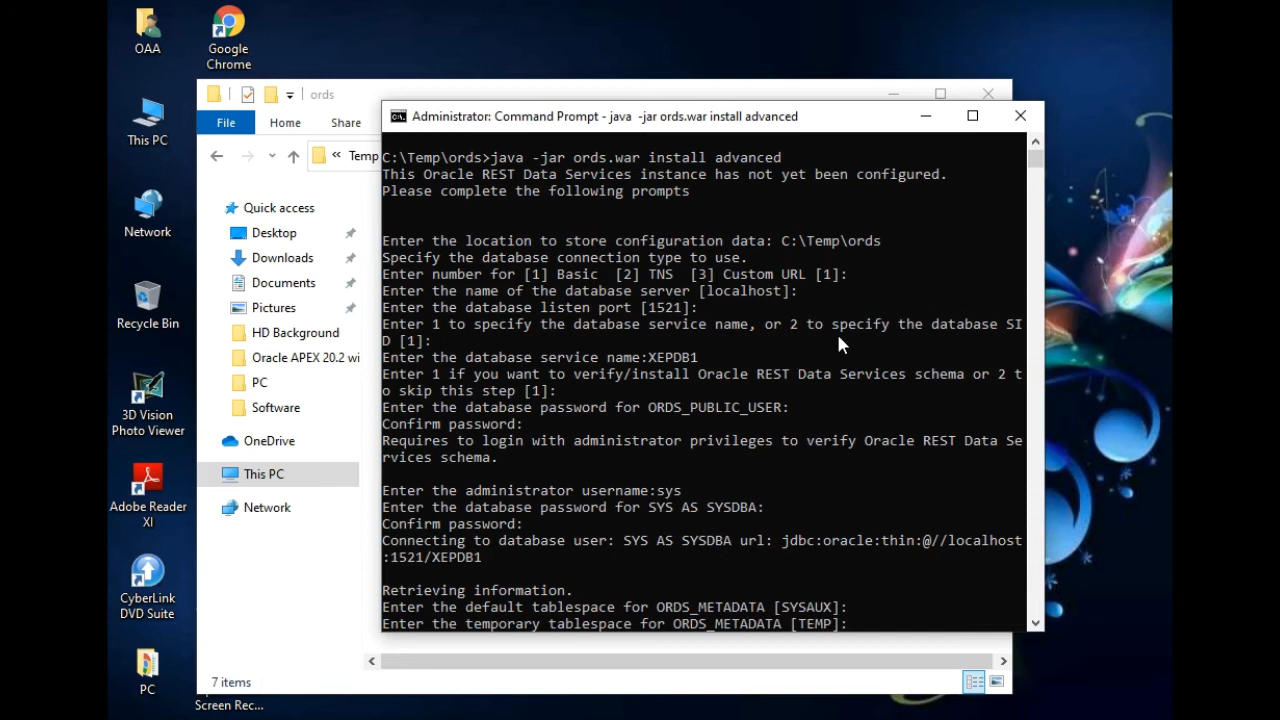 OAA
Google
Chrome
This PC
Network
Recycle Bin
3D Vision
Photo Viewer
Adobe Reader
XI
CyberLink
DVD Suite
PC
Screen Rec...
ords
File
Home
Share
« Temp
Quick access
Desktop
Downloads
Documents
Pictures
HD Background
Oracle APEX 20.2 wi
PC
Software
OneDrive
This PC
Network
7 items
Administrator: Command Prompt - java -jar ords.war install advanced
C:\Temp\ords>java -jar ords.war install advanced
This Oracle REST Data Services instance has not yet been configured.
Please complete the following prompts
Enter the location to store configuration data: C:\Temp\ords
Specify the database connection type to use.
Enter number for [1] Basic  [2] TNS  [3] Custom URL [1]:
Enter the name of the database server [localhost]:
Enter the database listen port [1521]:
Enter 1 to specify the database service name, or 2 to specify the database SI
D [1]:
Enter the database service name:XEPDB1
Enter 1 if you want to verify/install Oracle REST Data Services schema or 2 t
o skip this step [1]:
Enter the database password for ORDS_PUBLIC_USER:
Confirm password:
Requires to login with administrator privileges to verify Oracle REST Data Se
rvices schema.
Enter the administrator username:sys
Enter the database password for SYS AS SYSDBA:
Confirm password:
Connecting to database user: SYS AS SYSDBA url: jdbc:oracle:thin:@//localhost
:1521/XEPDB1
Retrieving information.
Enter the default tablespace for ORDS_METADATA [SYSAUX]:
Enter the temporary tablespace for ORDS_METADATA [TEMP]: